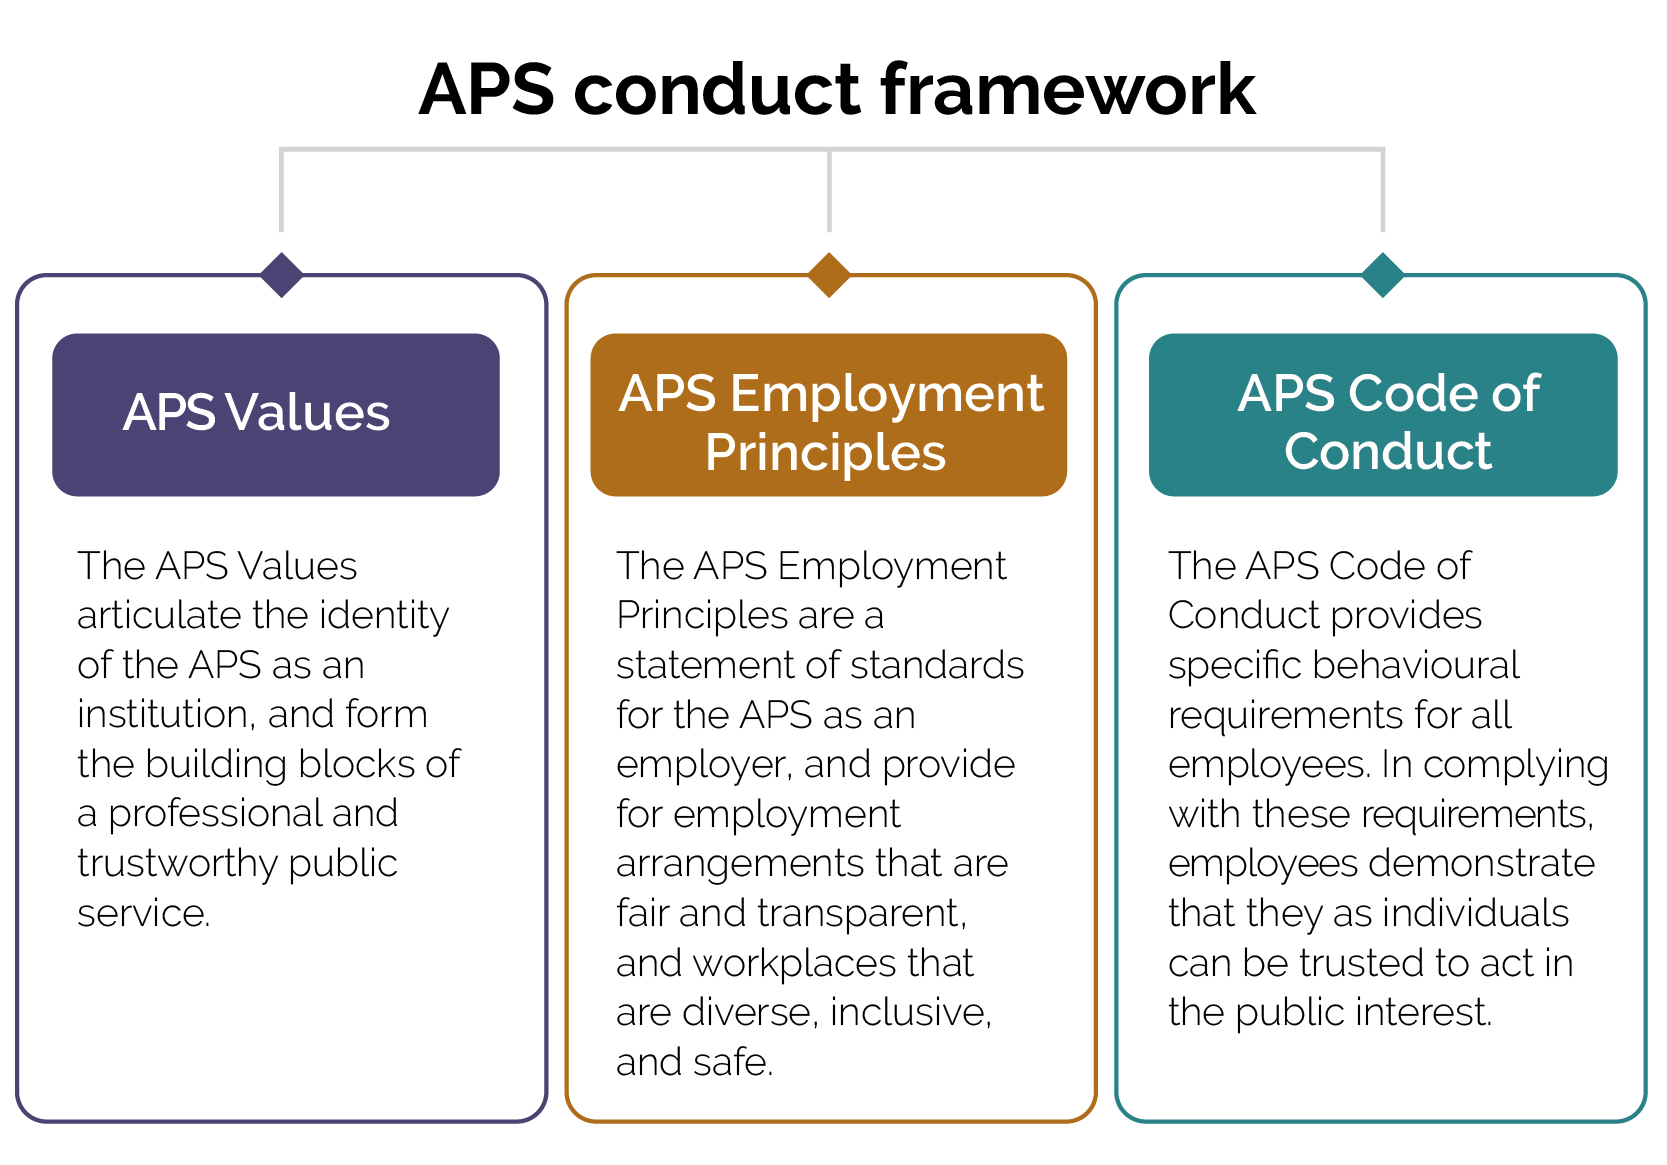 APS conduct framework
APS Values
The APS Values
articulate the identity
of the APS as an
institution, and form
the building blocks of
a professional and
trustworthy public
service.
APS Employment
Principles
The APS Employment
Principles are a
statement of standards
for the APS as an
employer, and provide
for employment
arrangements that are
fair and transparent,
and workplaces that
are diverse, inclusive,
and safe.
APS Code of
Conduct
The APS Code of
Conduct provides
specific behavioural
requirements for all
employees. In complying
with these requirements,
employees demonstrate
that they as individuals
can be trusted to act in
the public interest.